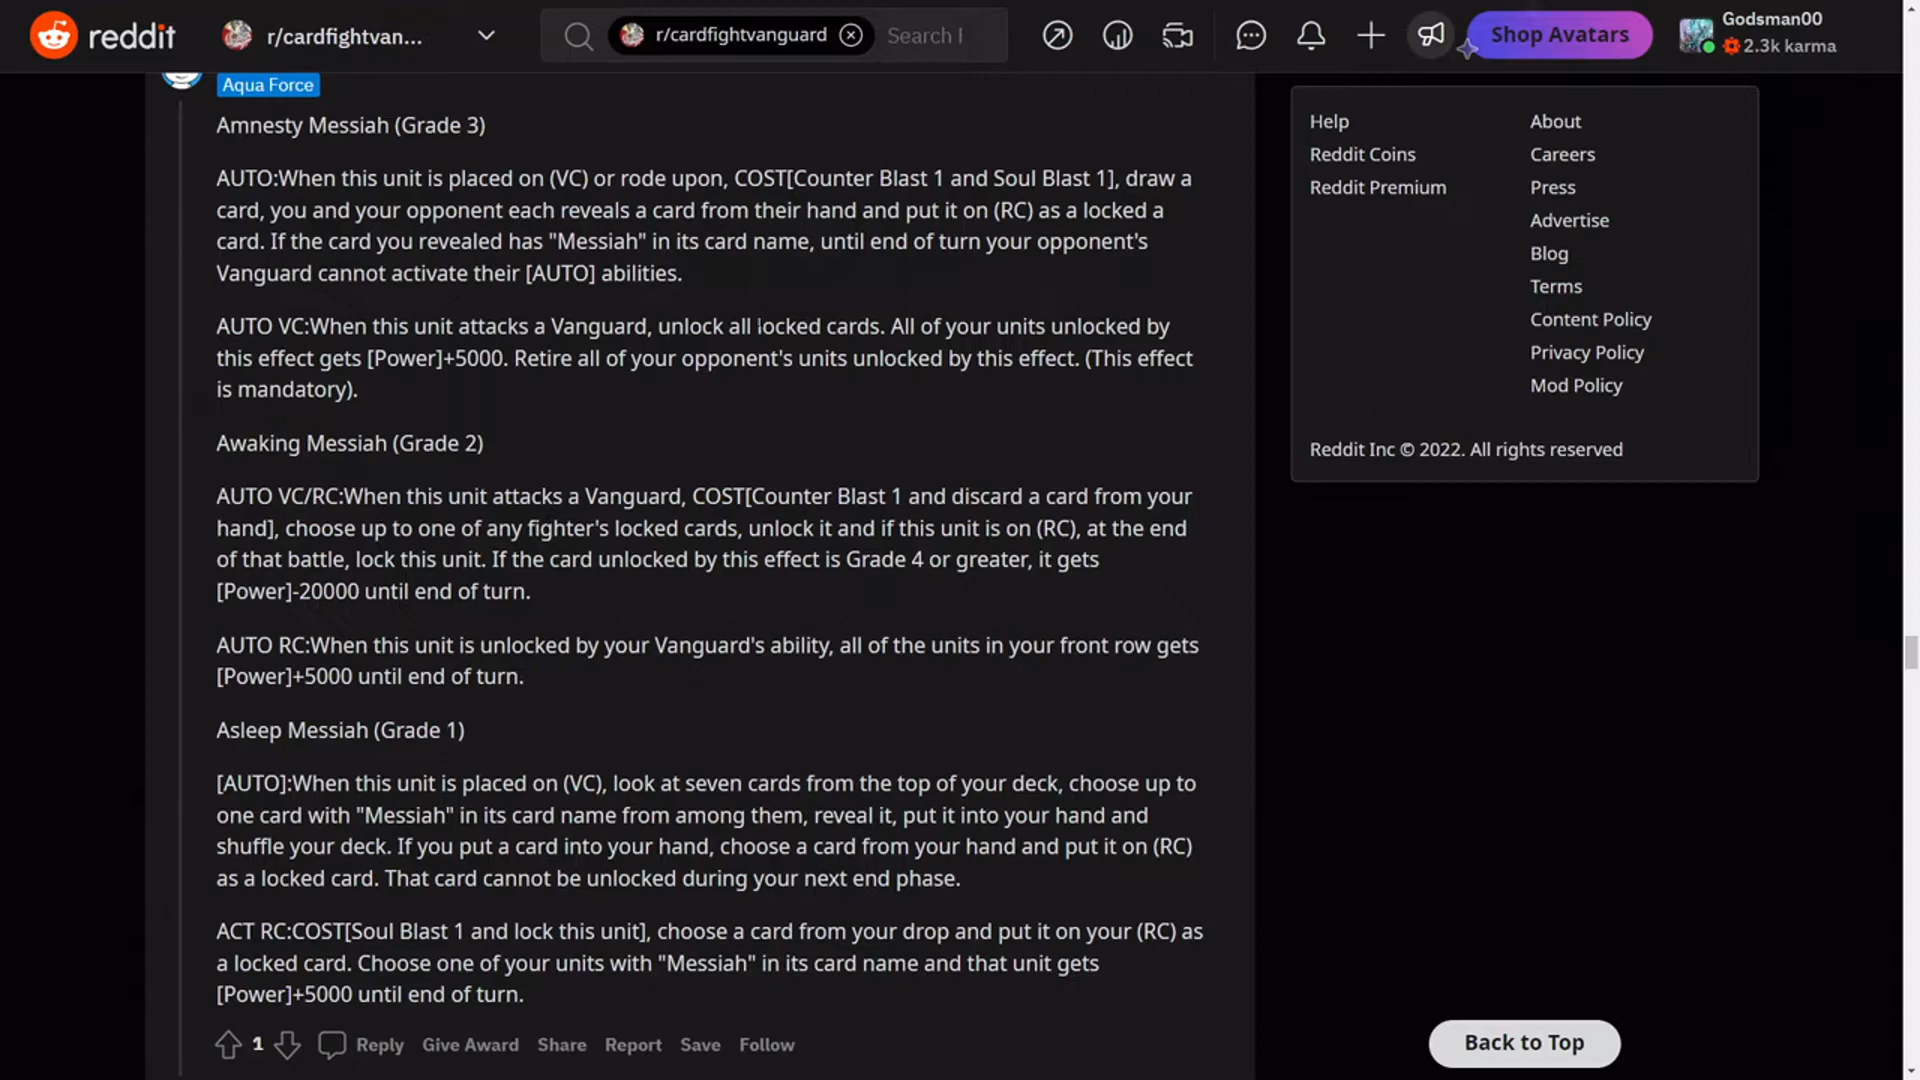 reddit
r/cardfightvan...
r/cardfightvanguard
Search
Shop Avatars
Godsman00
2.3k karma
Aqua Force
Amnesty Messiah (Grade 3)
AUTO:When this unit is placed on (VC) or rode upon, COST[Counter Blast 1 and Soul Blast 1], draw a
card, you and your opponent each reveals a card from their hand and put it on (RC) as a locked a
card. If the card you revealed has "Messiah" in its card name, until end of turn your opponent's
Vanguard cannot activate their [AUTO] abilities.
AUTO VC:When this unit attacks a Vanguard, unlock all locked cards. All of your units unlocked by
this effect gets [Power]+5000. Retire all of your opponent's units unlocked by this effect. (This effect
is mandatory).
Awaking Messiah (Grade 2)
AUTO VC/RC:When this unit attacks a Vanguard, COST[Counter Blast 1 and discard a card from your
hand], choose up to one of any fighter's locked cards, unlock it and if this unit is on (RC), at the end
of that battle, lock this unit. If the card unlocked by this effect is Grade 4 or greater, it gets
[Power]-20000 until end of turn.
AUTO RC:When this unit is unlocked by your Vanguard's ability, all of the units in your front row gets
[Power]+5000 until end of turn.
Asleep Messiah (Grade 1)
[AUTO]:When this unit is placed on (VC), look at seven cards from the top of your deck, choose up to
one card with "Messiah" in its card name from among them, reveal it, put it into your hand and
shuffle your deck. If you put a card into your hand, choose a card from your hand and put it on (RC)
as a locked card. That card cannot be unlocked during your next end phase.
ACT RC:COST[Soul Blast 1 and lock this unit], choose a card from your drop and put it on your (RC) as
a locked card. Choose one of your units with "Messiah" in its card name and that unit gets
[Power]+5000 until end of turn.
1
Reply
Give Award
Share
Report
Save
Follow
Help
Reddit Coins
Reddit Premium
About
Careers
Press
Advertise
Blog
Terms
Content Policy
Privacy Policy
Mod Policy
Reddit Inc © 2022. All rights reserved
Back to Top